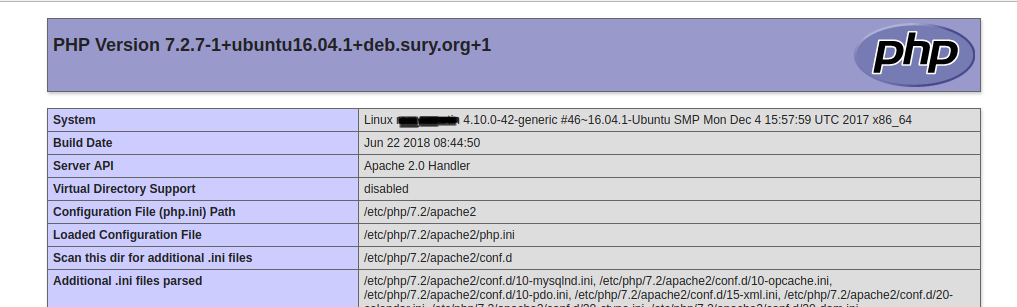 PHP Version 7.2.7-1+ubuntu16.04.1+deb.sury.org+1
php
System Linux 4.10.0-42-generic #46~16.04.1-Ubuntu SMP Mon Dec 4 15:57:59 UTC 2017 x86_64
Build Date Jun 22 2018 08:44:50
Server API Apache 2.0 Handler
Virtual Directory Support disabled
Configuration File (php.ini) Path /etc/php/7.2/apache2
Loaded Configuration File /etc/php/7.2/apache2/php.ini
Scan this dir for additional .ini files /etc/php/7.2/apache2/conf.d
Additional .ini files parsed /etc/php/7.2/apache2/conf.d/10-mysqlnd.ini, /etc/php/7.2/apache2/conf.d/10-opcache.ini,
/etc/php/7.2/apache2/conf.d/10-pdo.ini, /etc/php/7.2/apache2/conf.d/15-xml.ini, /etc/php/7.2/apache2/conf.d/20-